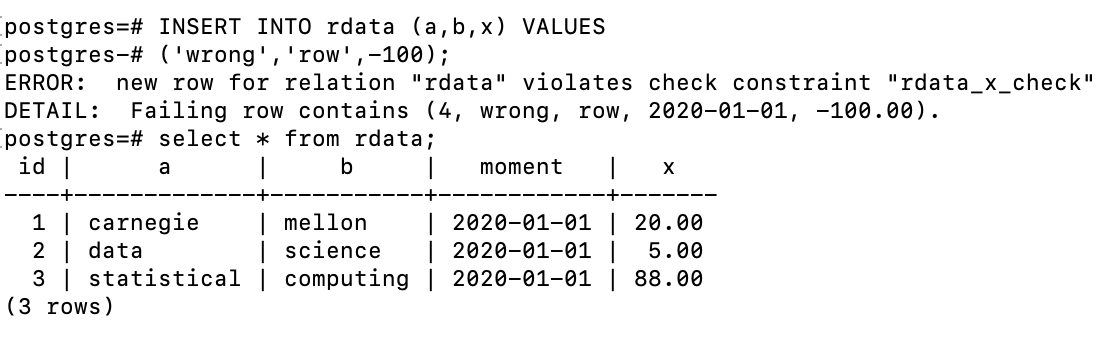 postgres=# INSERT INTO rdata (a,b,x) VALUES
postgres-# ('wrong','row',-100);
ERROR:  new row for relation "rdata" violates check constraint "rdata_x_check"
DETAIL:  Failing row contains (4, wrong, row, 2020-01-01, -100.00).
postgres=# select * from rdata;
 id |      a      |     b     |   moment   |   x
----+-------------+-----------+------------+-------
  1 | carnegie    | mellon    | 2020-01-01 | 20.00
  2 | data        | science   | 2020-01-01 |  5.00
  3 | statistical | computing | 2020-01-01 | 88.00
(3 rows)